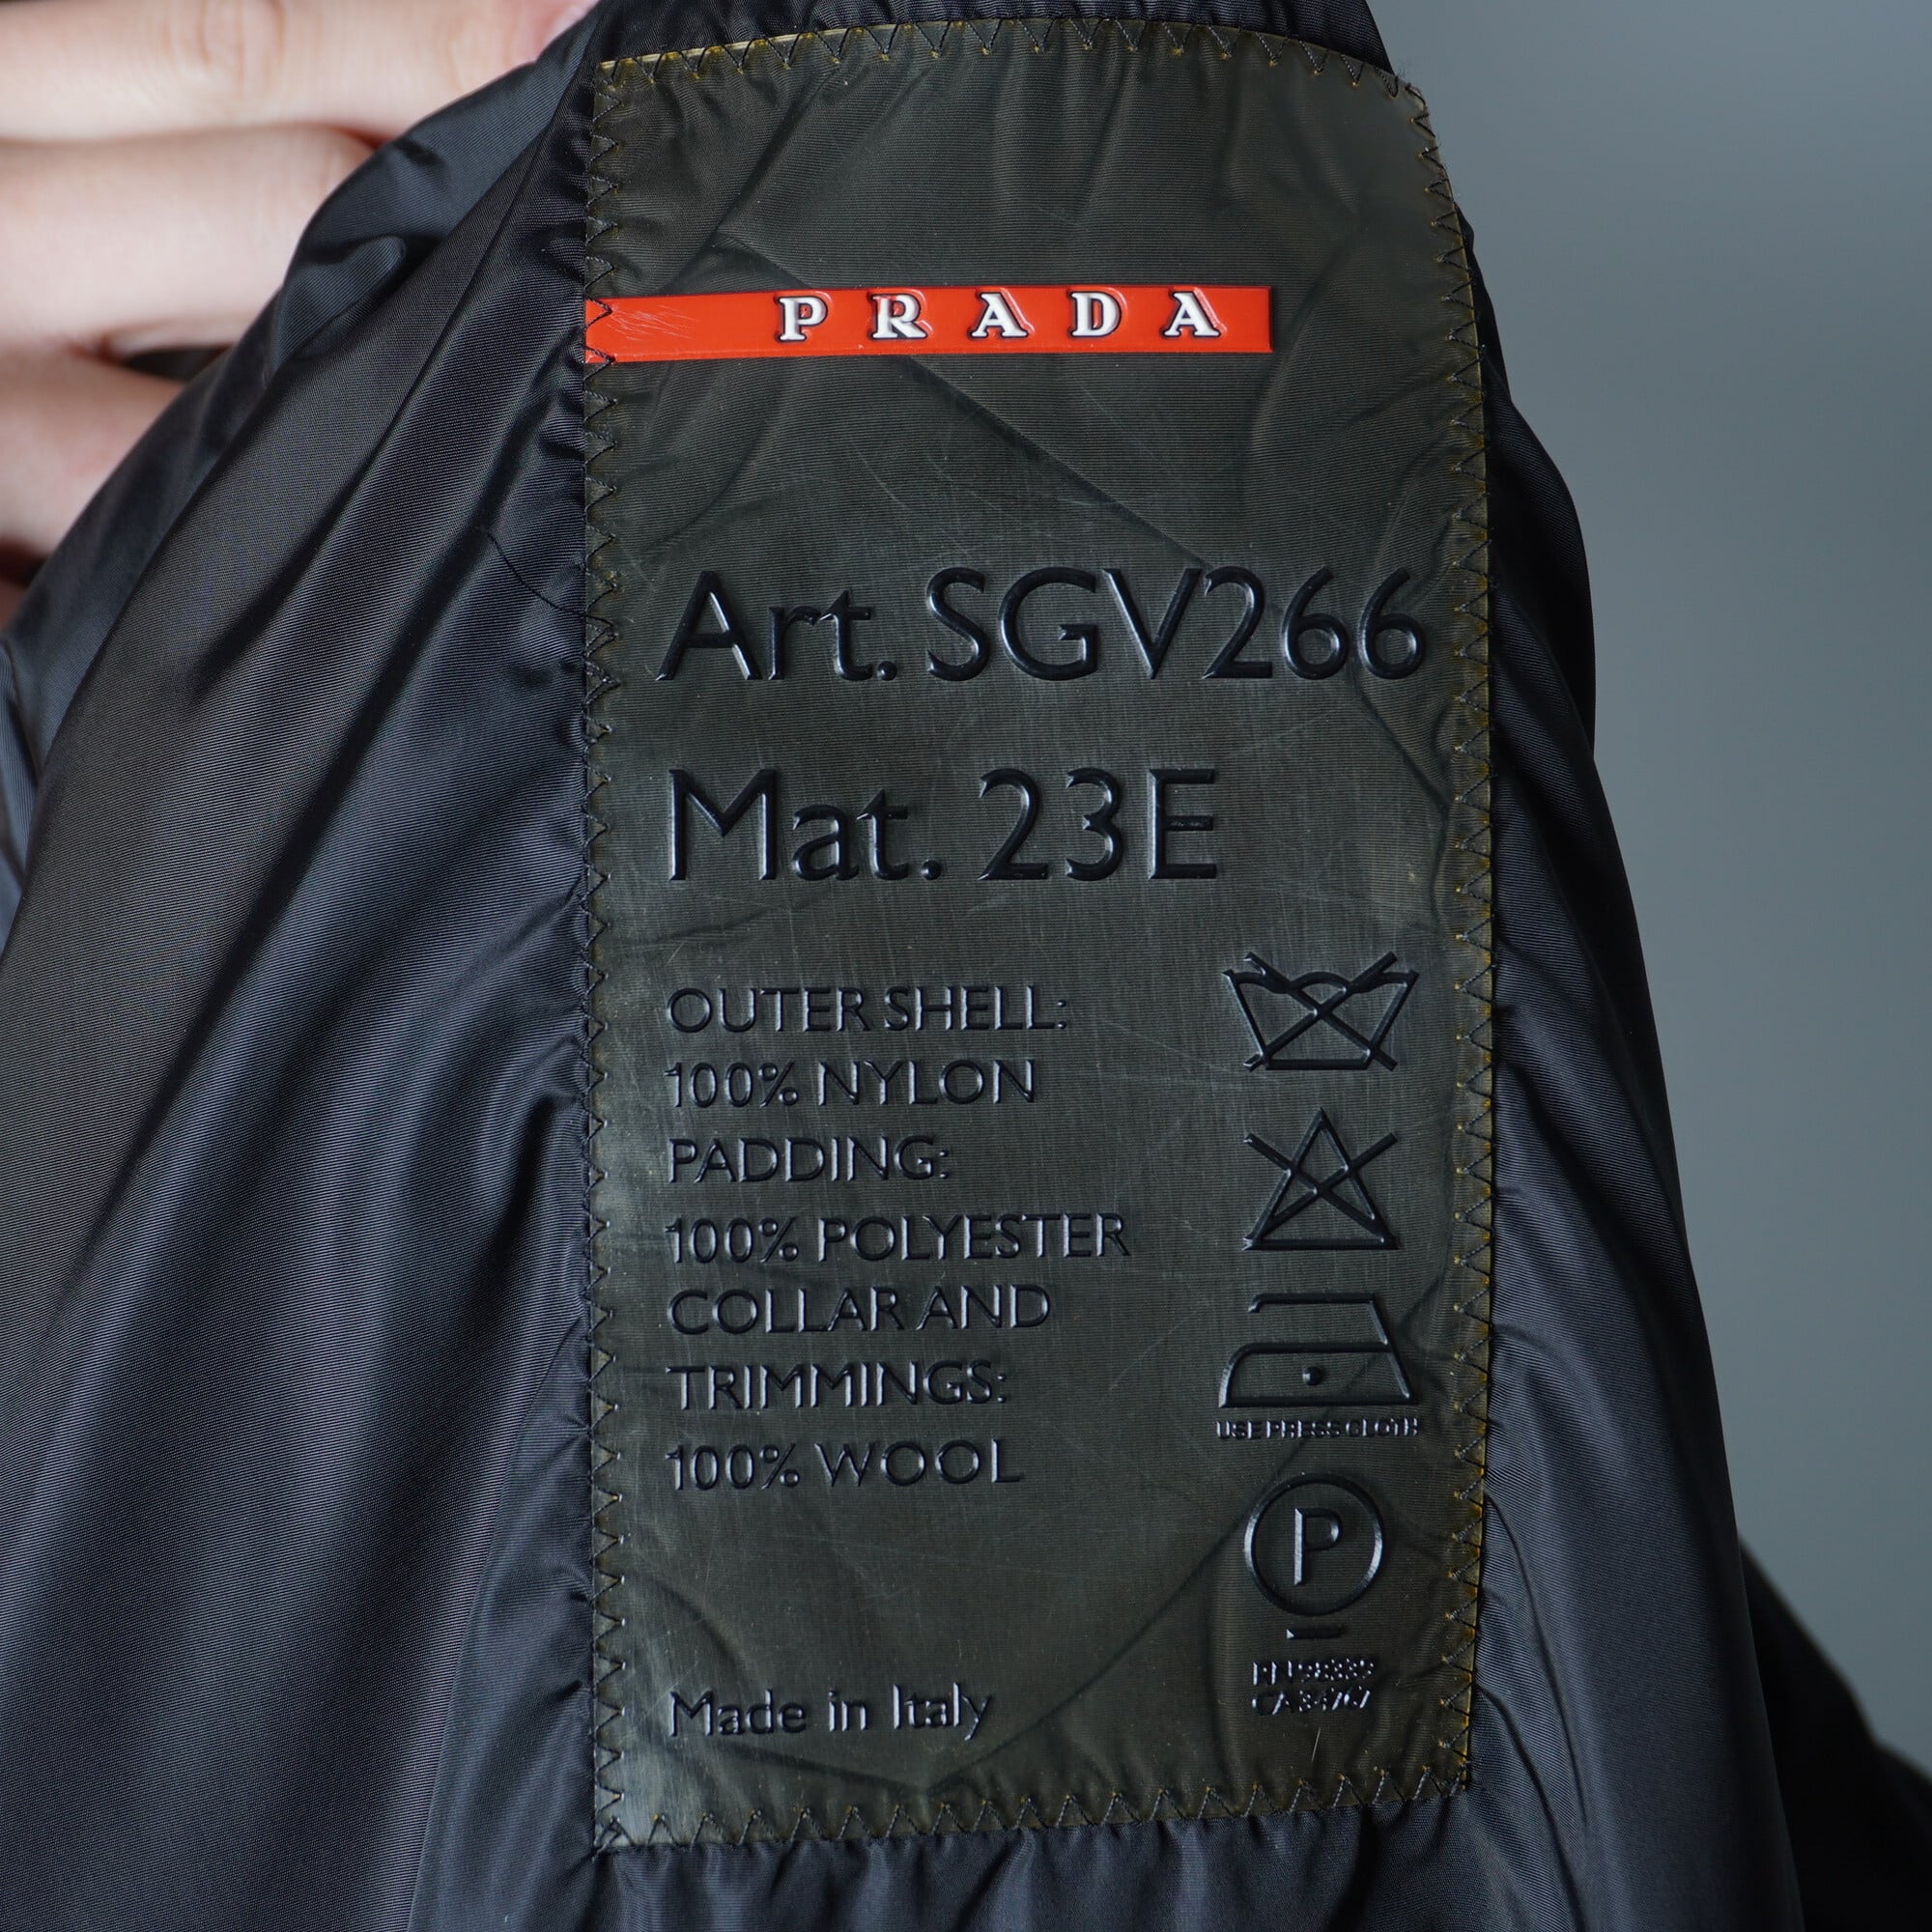 PRADA
Art. SGV266
Mat. 23E
OUTER SHELL:
100% NYLON
PADDING:
100% POLYESTER
COLLAR AND
TRIMMINGS:
100% WOOL
USE PRESS CLOTH
P
Made in Italy